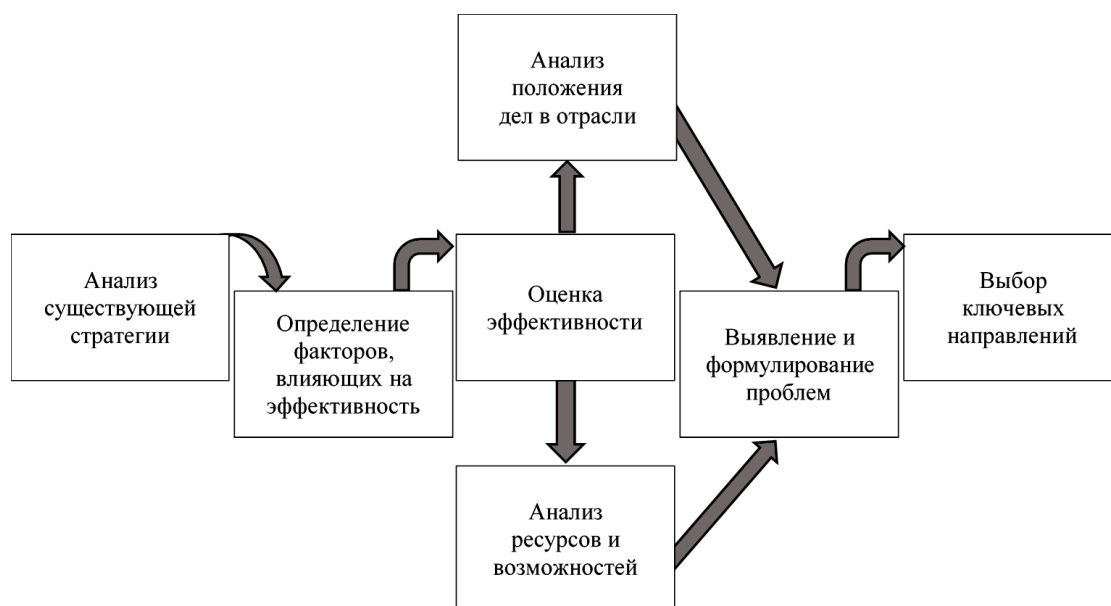 Анализ
положения
дел в отрасли
Анализ
существующей
стратегии
Определение
факторов,
влияющих на
эффективность
Оценка
эффективности
Выявление и
формулирование
проблем
Выбор
ключевых
направлений
Анализ
ресурсов и
возможностей